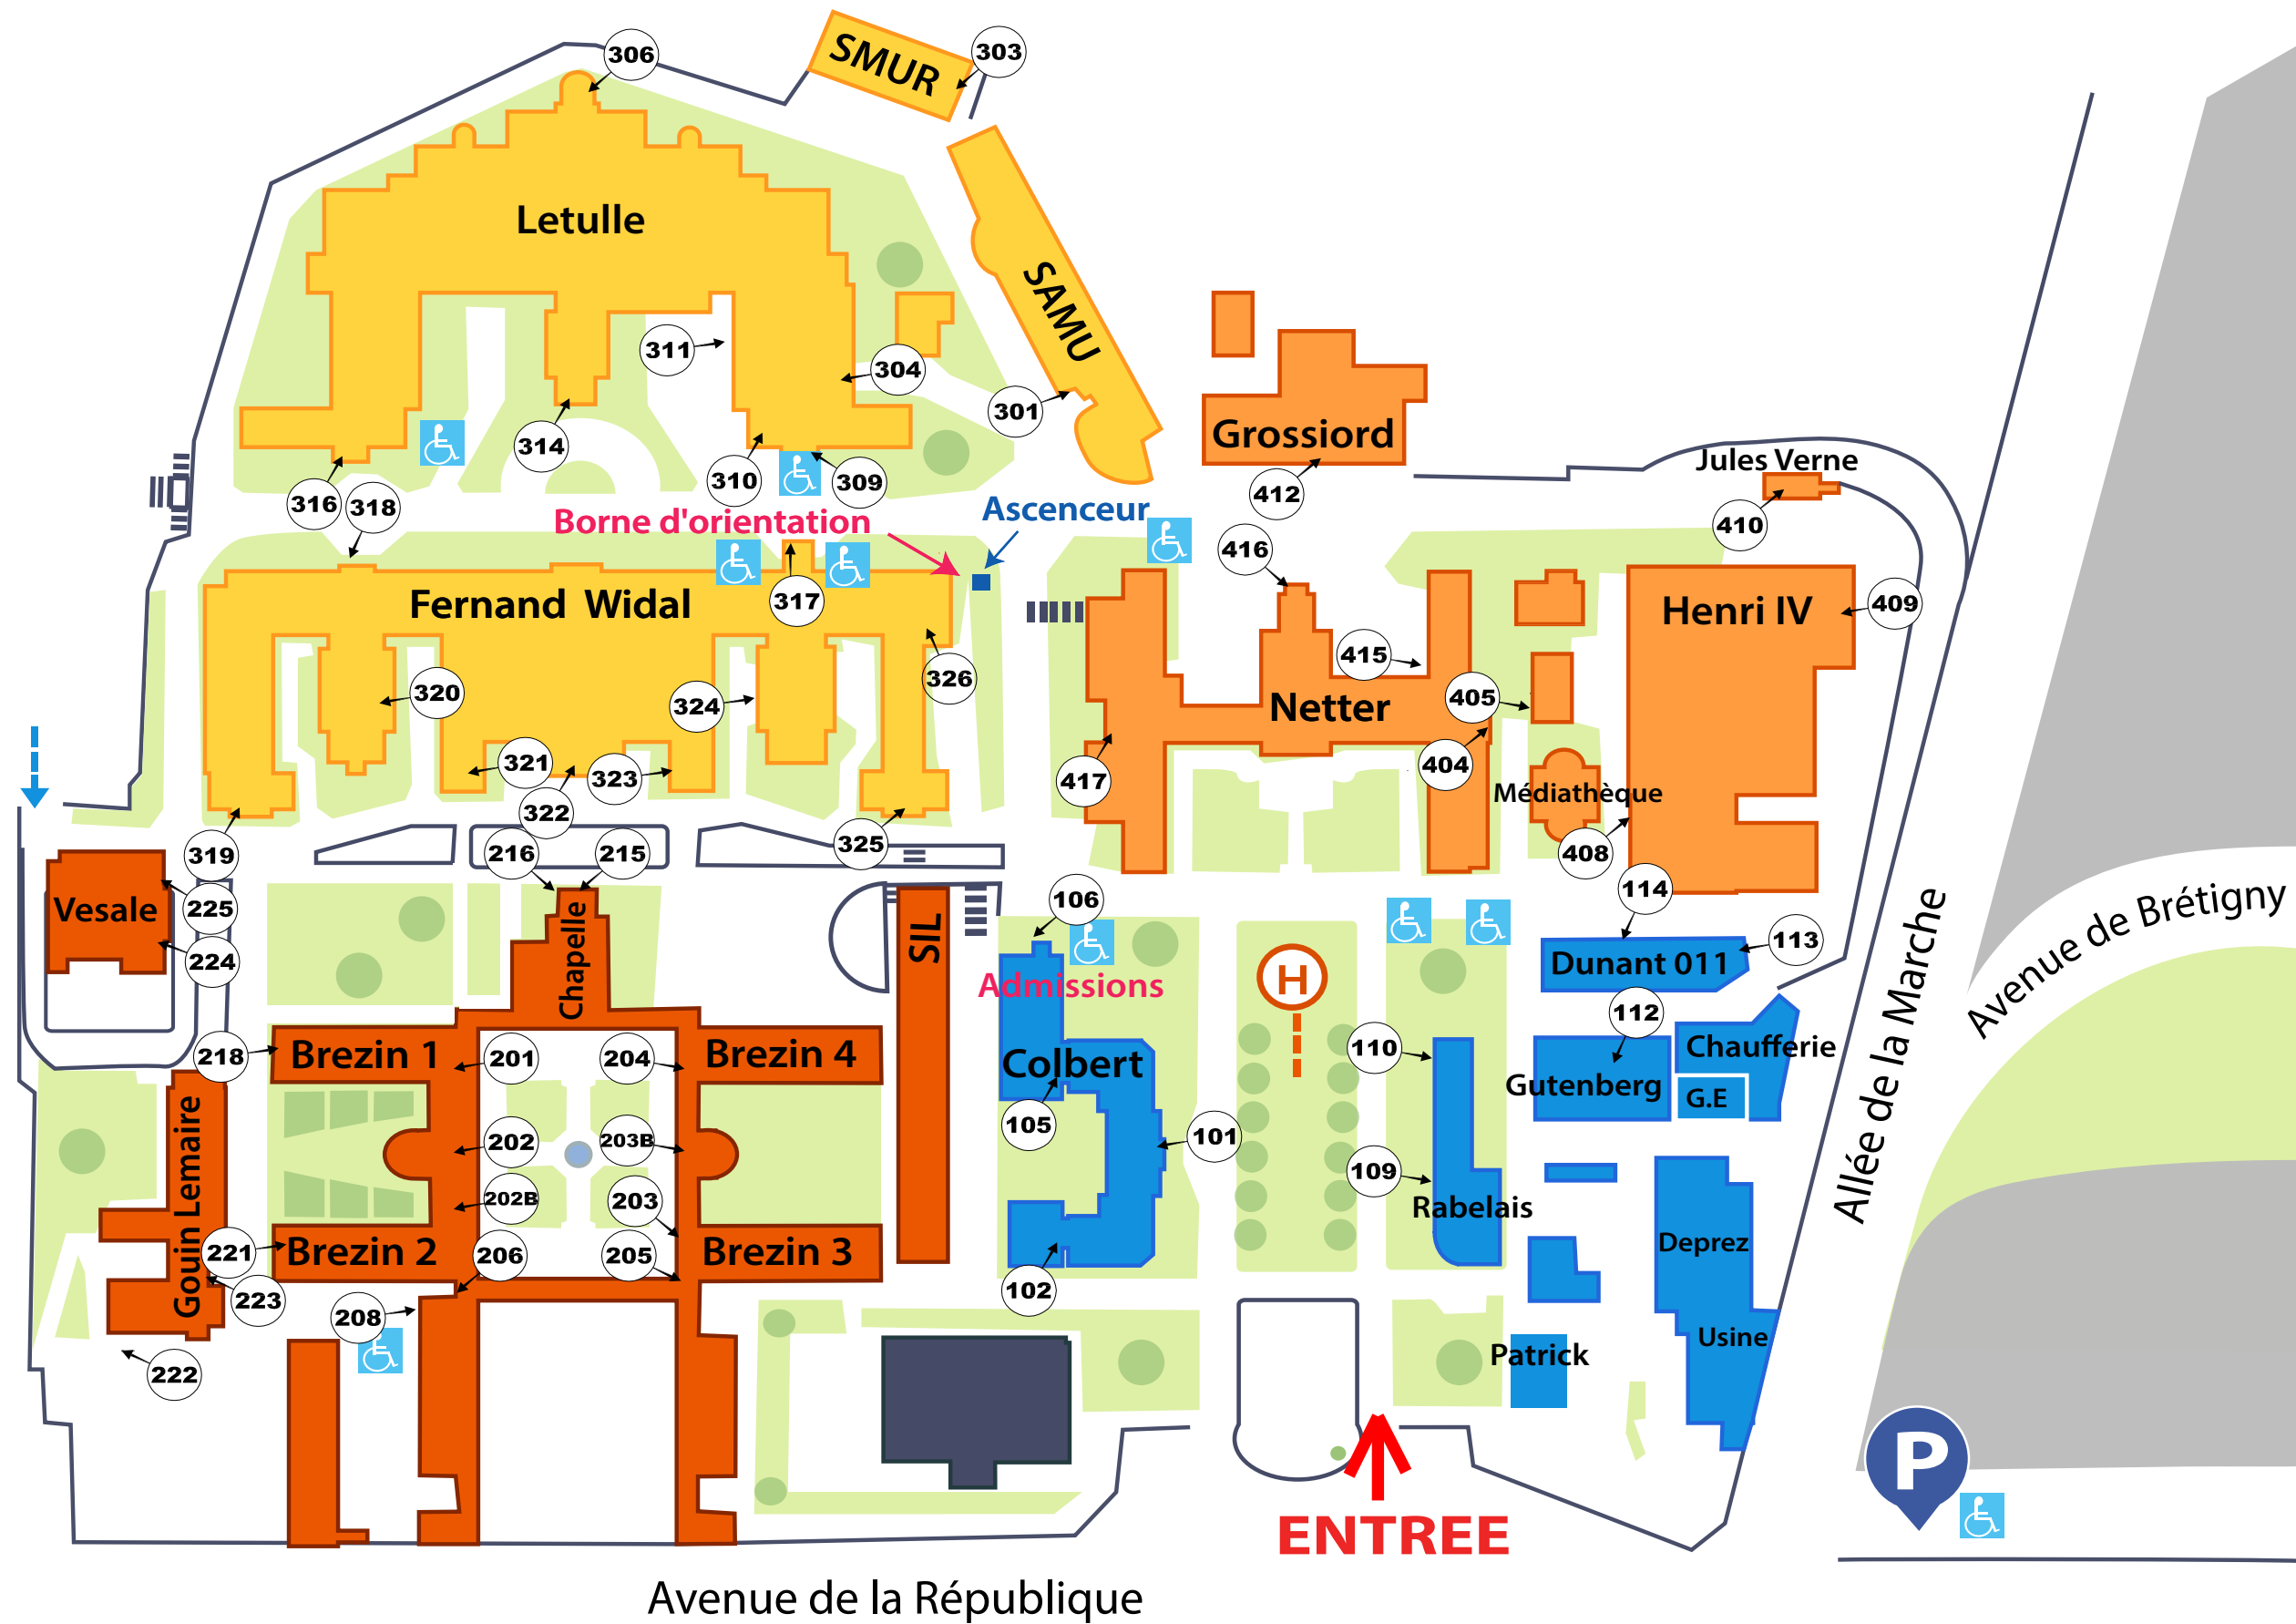 306
SMUR
303
Letulle
SAMU
311
304
301
314
Grossiord
316
318
310
309
412
Jules Verne
410
Borne d'orientation
Ascenceur
416
Fernand Widal
317
Henri IV
409
415
320
324
326
405
Netter
321
322
323
417
404
Médiathèque
319
216
215
325
408
114
Vesale
225
224
Chapelle
SIL
106
Admissions
H
Dunant 011
113
Allée de la Marche
Avenue de Brétigny
112
218
Brezin 1
201
204
Brezin 4
Colbert
110
Chaufferie
Gutenberg
G.E
105
101
Gouin Lemaire
202
203B
109
202B
203
Rabelais
221
Brezin 2
206
205
Brezin 3
Deprez
223
102
208
Usine
222
Patrick
P
ENTREE
Avenue de la République